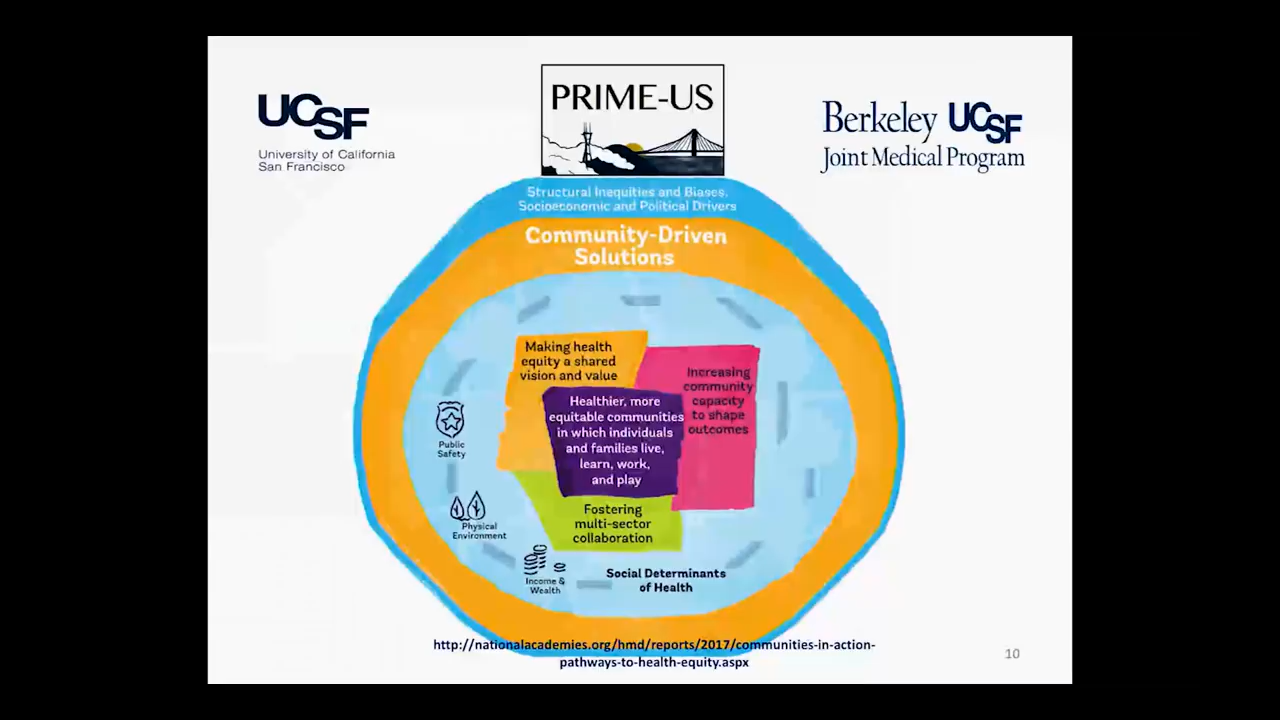 UCSF
University of California
San Francisco
PRIME-US
Berkeley UCSF
Joint Medical Program
Structural Inequities and Biases,
Socioeconomic and Political Drivers
Community-Driven
Solutions
Making health
equity a shared
vision and value
Increasing
community
capacity
to shape
outcomes
Healthier, more
equitable communities
in which individuals
and families live,
learn, work,
and play
Public
Safety
Physical
Environment
Fostering
multi-sector
collaboration
Income &
Wealth
Social Determinants
of Health
http://nationalacademies.org/hmd/reports/2017/communities-in-action-
pathways-to-health-equity.aspx
10